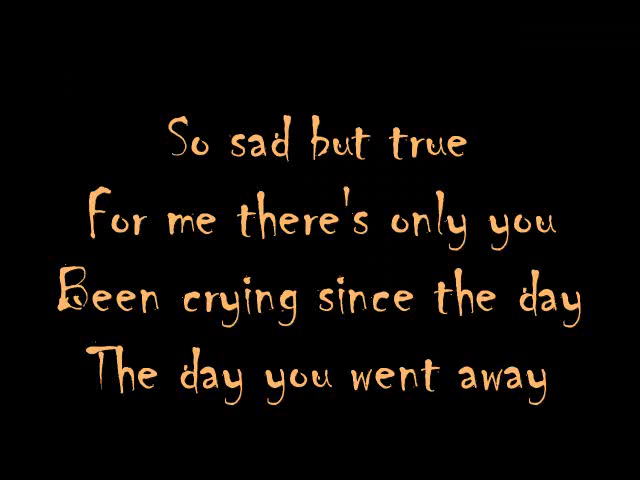 So sad but true
For me there's only you
Been crying since the day
The day you went away